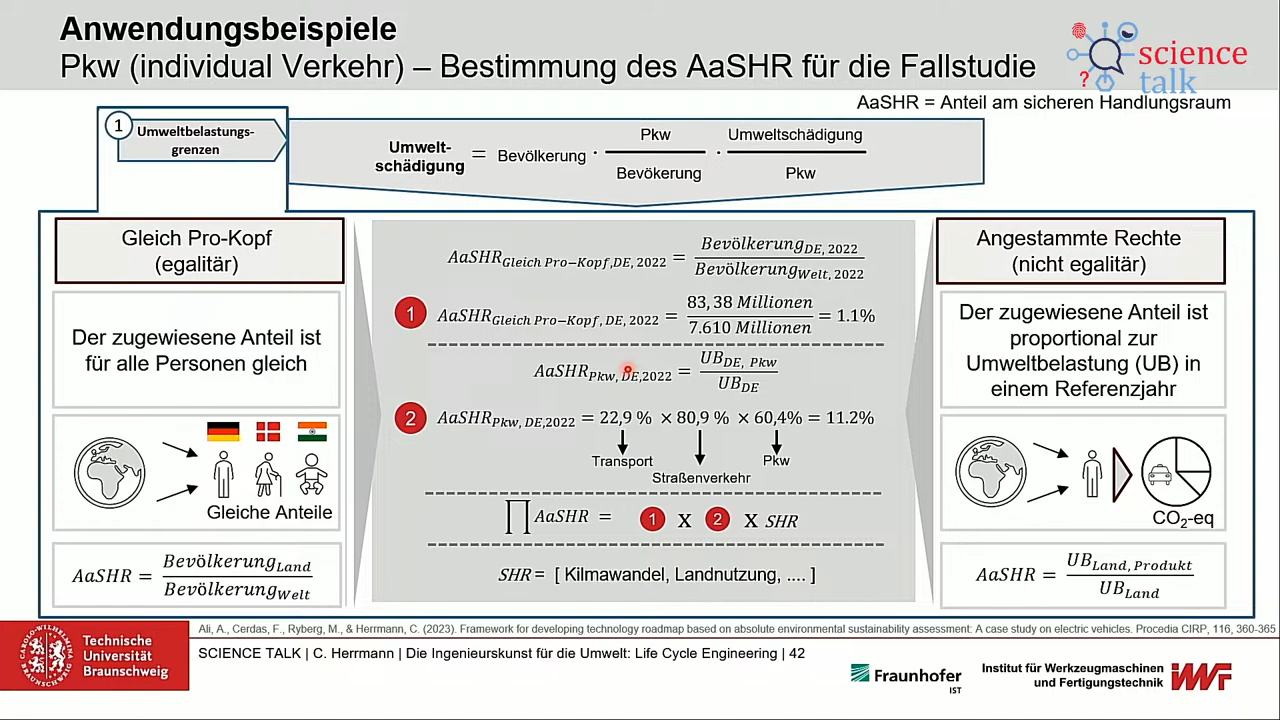 Anwendungsbeispiele
Pkw (individual Verkehr) – Bestimmung des AaSHR für die Fallstudie
science
talk
?
AaSHR = Anteil am sicheren Handlungsraum
1
Umweltbelastungs-
grenzen
Umwelt-
schädigung = Bevölkerung · Pkw / Bevökerung · Umweltschädigung / Pkw
Gleich Pro-Kopf
(egalitär)
Der zugewiesene Anteil ist
für alle Personen gleich
Gleiche Anteile
AaSHR = Bevölkerung_Land / Bevölkerung_Welt
AaSHR_Gleich Pro−Kopf,DE, 2022 = Bevölkerung_DE, 2022 / Bevölkerung_Welt, 2022
1 AaSHR_Gleich Pro−Kopf, DE, 2022 = 83, 38 Millionen / 7.610 Millionen = 1.1%
AaSHR_Pkw, DE,2022 = UB_DE, Pkw / UB_DE
2 AaSHR_Pkw, DE,2022 = 22,9 % × 80,9 % × 60,4% = 11.2%
Transport
Straßenverkehr
Pkw
∏ AaSHR = 1 X 2 X SHR
SHR = [ Kilmawandel, Landnutzung, .... ]
Angestammte Rechte
(nicht egalitär)
Der zugewiesene Anteil ist
proportional zur
Umweltbelastung (UB) in
einem Referenzjahr
CO₂-eq
AaSHR = UB_Land, Produkt / UB_Land
Ali, A., Cerdas, F., Ryberg, M., & Herrmann, C. (2023). Framework for developing technology roadmap based on absolute environmental sustainability assessment: A case study on electric vehicles. Procedia CIRP, 116, 360-365
Technische
Universität
Braunschweig
SCIENCE TALK | C. Herrmann | Die Ingenieurskunst für die Umwelt: Life Cycle Engineering | 42
Fraunhofer
IST
Institut für Werkzeugmaschinen
und Fertigungstechnik
IWF